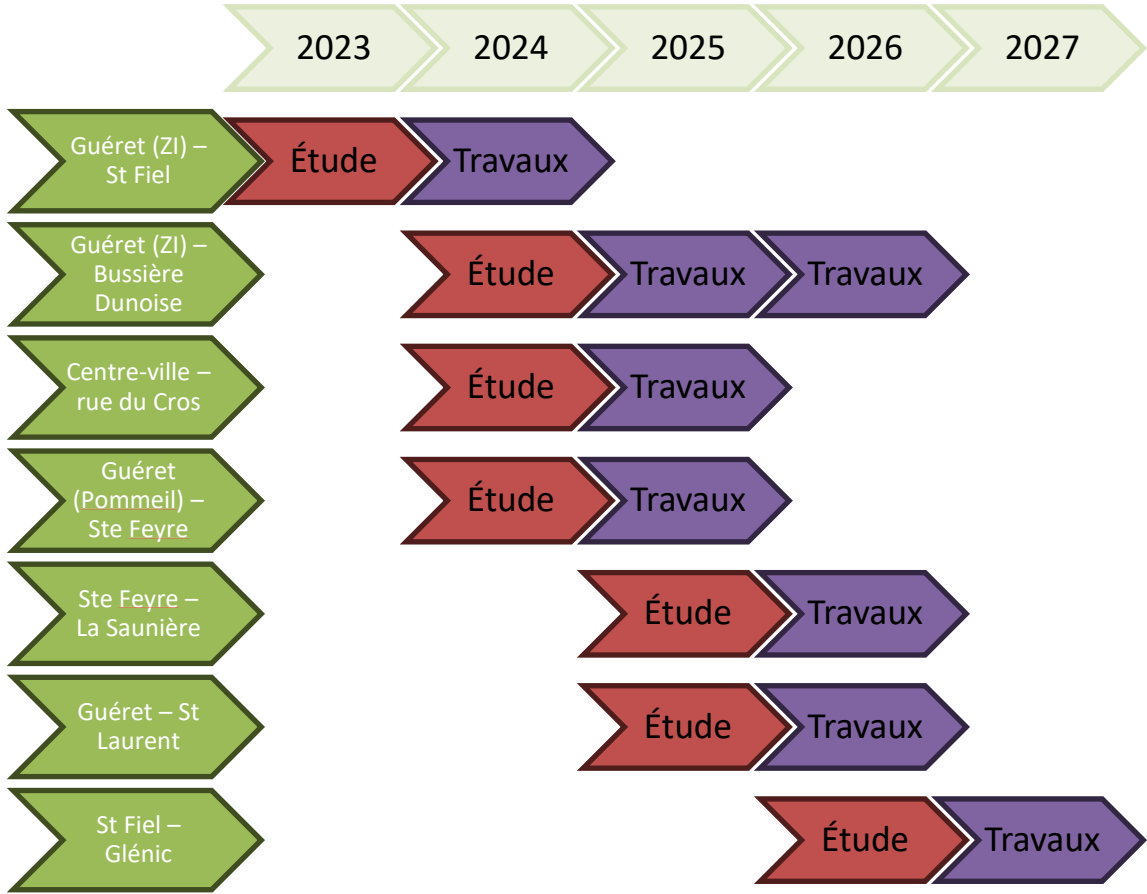 2023 2024 2025 2026 2027
Guéret (ZI) –
St Fiel
Étude Travaux
Guéret (ZI) –
Bussière
Dunoise
Étude Travaux Travaux
Centre-ville –
rue du Cros
Étude Travaux
Guéret
(Pommeil) –
Ste Feyre
Étude Travaux
Ste Feyre –
La Saunière
Étude Travaux
Guéret – St
Laurent
Étude Travaux
St Fiel –
Glénic
Étude Travaux